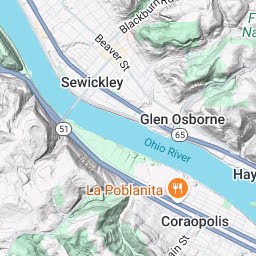 Blackburn
Beaver St
Sewickley
Glen Osborne
51
65
Ohio River
Hay
La Poblanita
Coraopolis